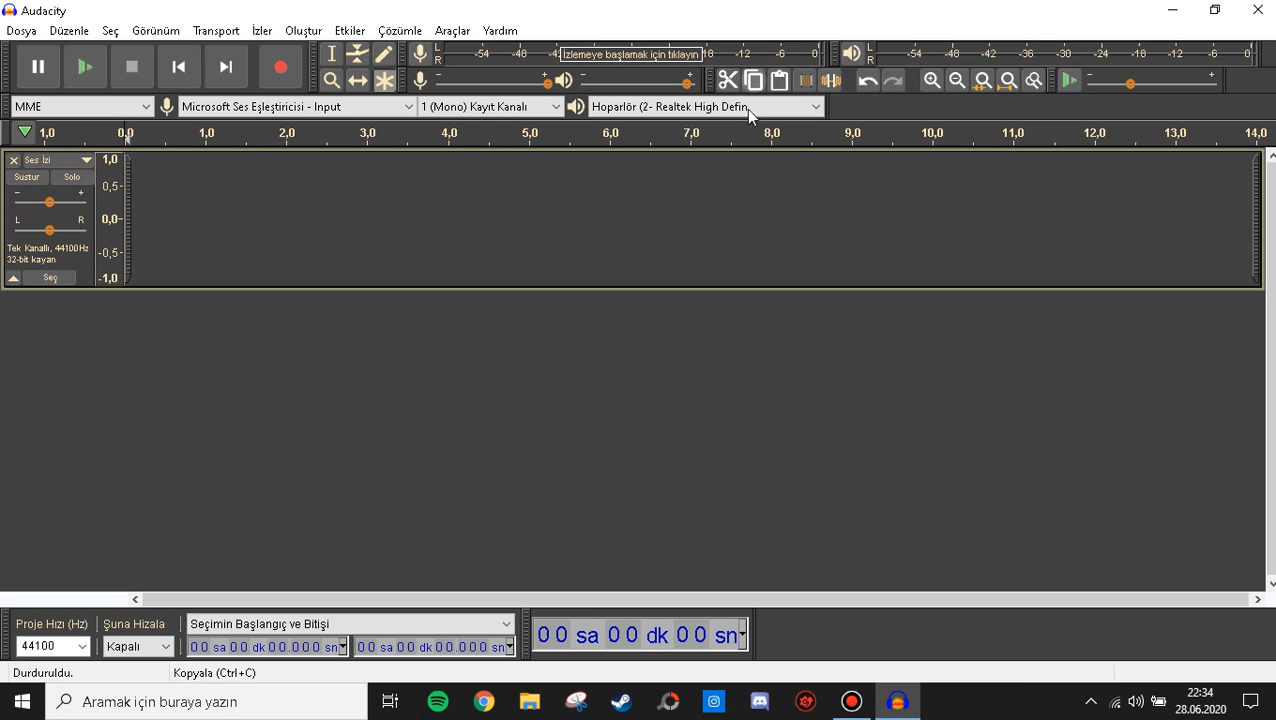 Audacity
Dosya Düzenle Seç Görünüm Transport İzler Oluştur Etkiler Çözümle Araçlar Yardım
L R -54 -48 -4 İzlemeye başlamak için tıklayın 18 -12 -6 0 L R -54 -48 -42 -36 -30 -24 -18 -12 -6 0
- + - + - +
MME Microsoft Ses Eşleştiricisi - Input 1 (Mono) Kayıt Kanalı Hoparlör (2- Realtek High Defin
1,0 0,0 1,0 2,0 3,0 4,0 5,0 6,0 7,0 8,0 9,0 10,0 11,0 12,0 13,0 14,0
Ses İzi 1,0
Sustur Solo 0,5-
- +
L R 0,0-
Tek Kanallı, 44100Hz -0,5-
32-bit kayan
Seç -1,0
Proje Hızı (Hz) Şuna Hizala Seçimin Başlangıç ve Bitişi
44100 Kapalı 00 sa 00 dk 00.000 sn 00 sa 00 dk 00.000 sn 00 sa 00 dk 00 sn
Durduruldu. Kopyala (Ctrl+C)
Aramak için buraya yazın 22:34
28.06.2020